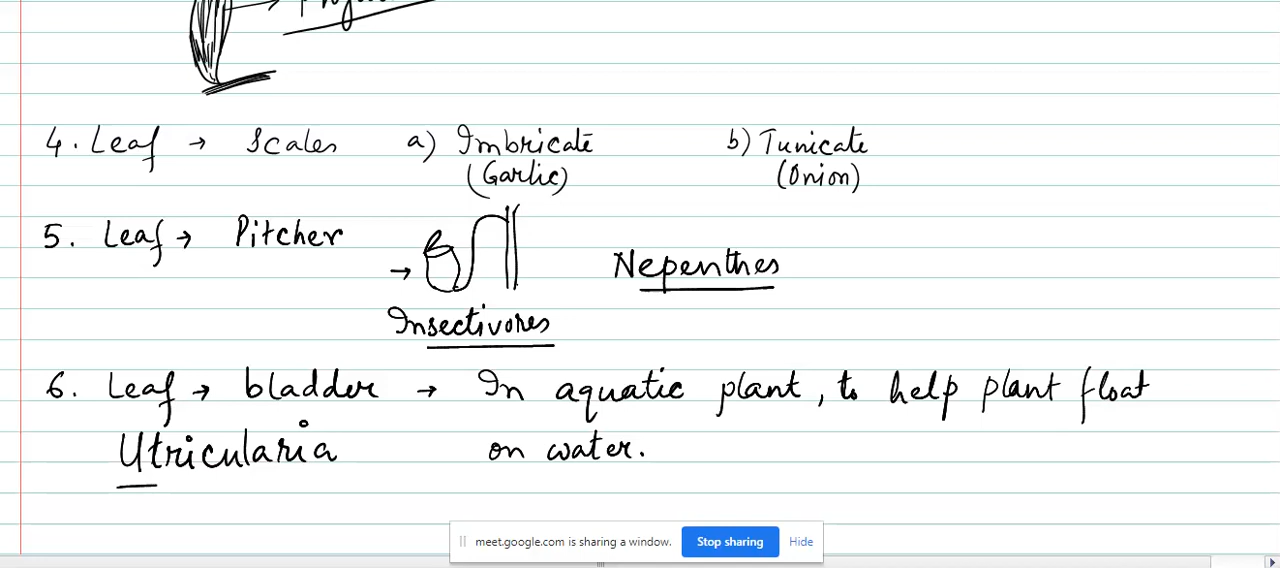 4. Leaf → Scales a) Imbricate b) Tunicate
(Garlic) (Onion)
5. Leaf → Pitcher
→ Nepenthes
Insectivores
6. Leaf → bladder → In aquatic plant, to help plant float
Utricularia on water.
meet.google.com is sharing a window. Stop sharing Hide